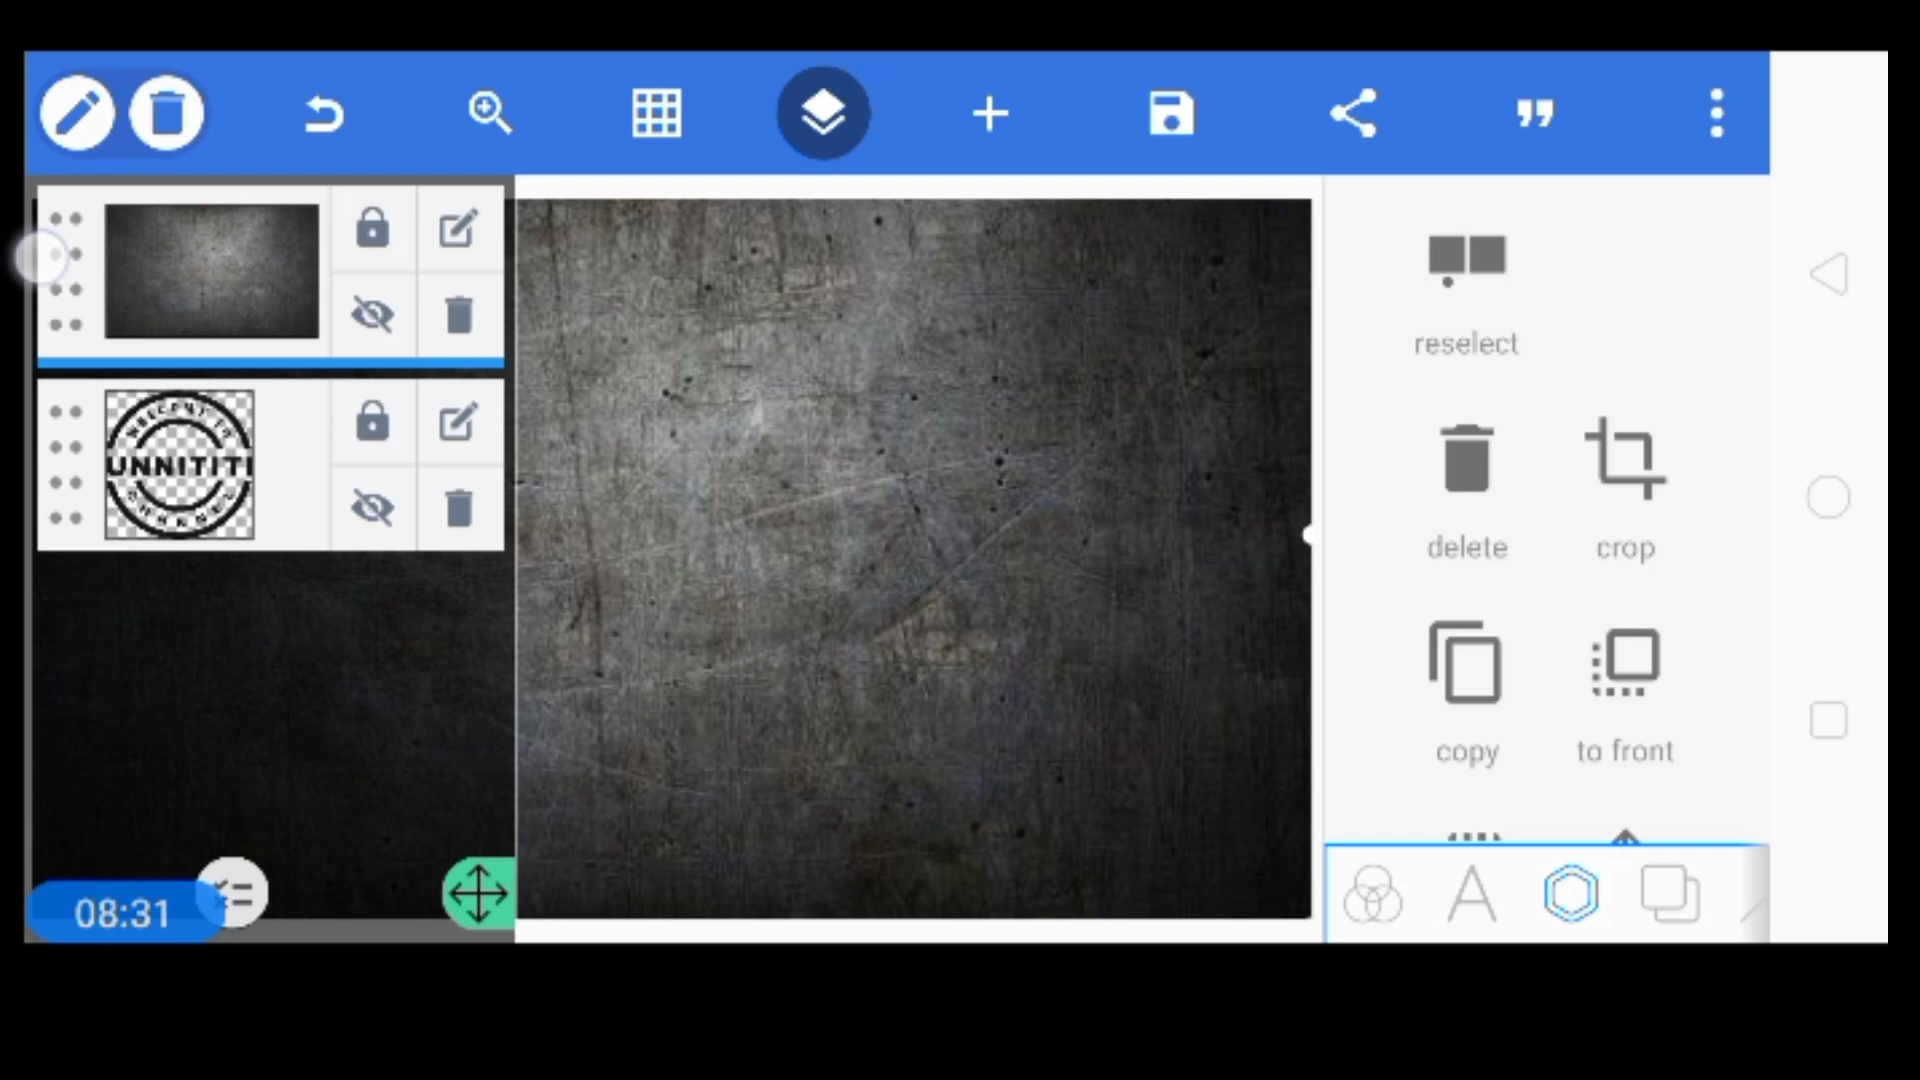 reselect
UNNITITI
delete
crop
copy
to front
08:31